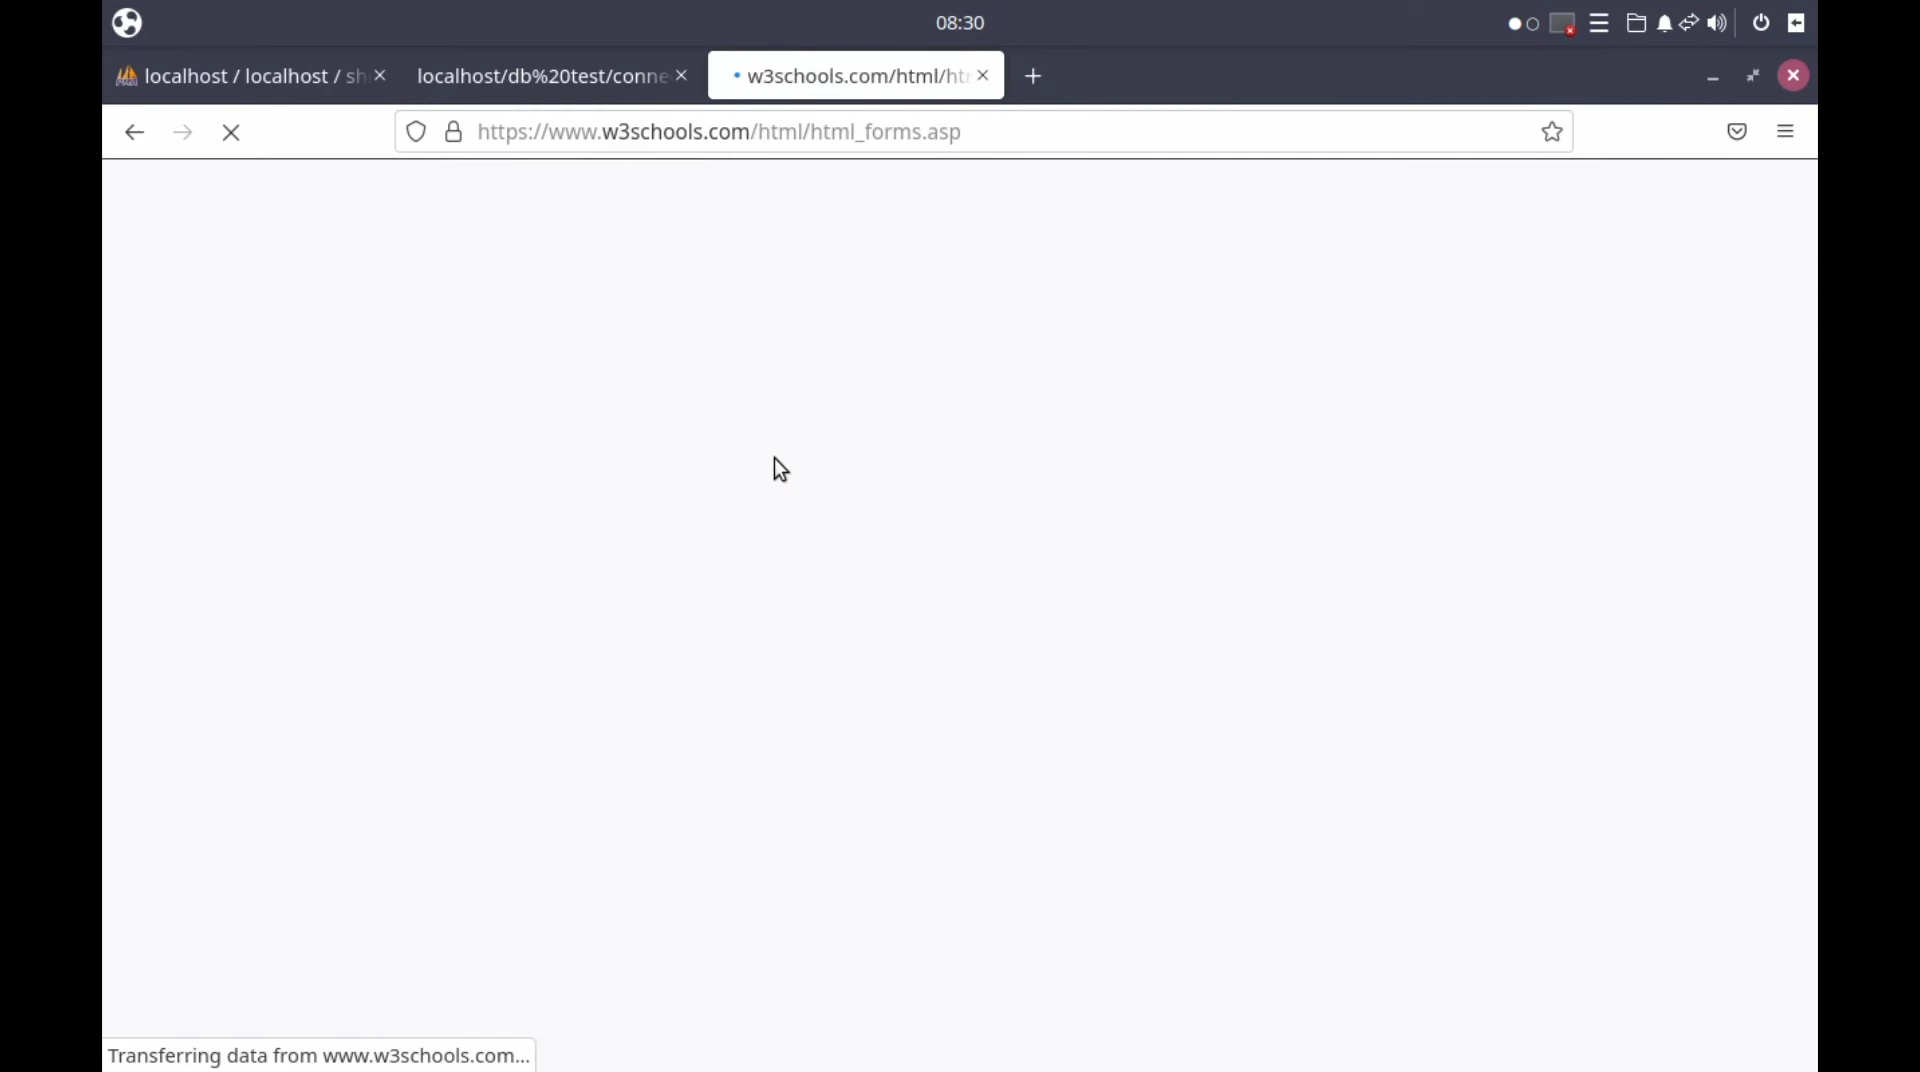 08:30
localhost / localhost / sh
localhost/db%20test/conne
w3schools.com/html/ht
https://www.w3schools.com/html/html_forms.asp
Transferring data from www.w3schools.com...